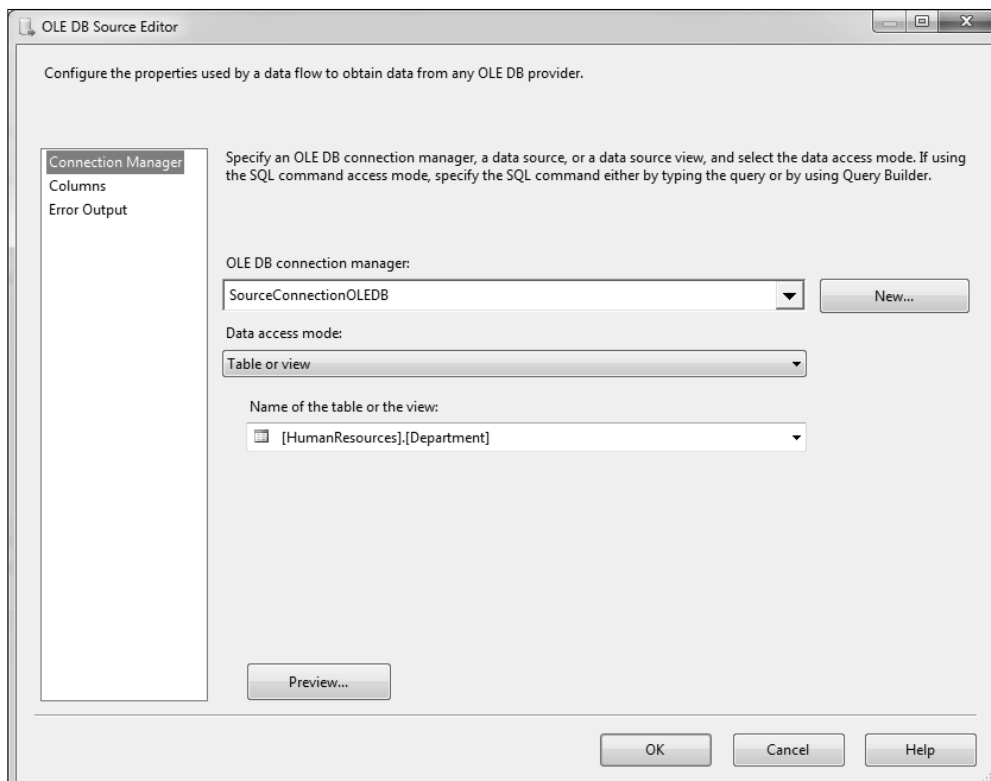 OLE DB Source Editor
Configure the properties used by a data flow to obtain data from any OLE DB provider.
Connection Manager
Columns
Error Output
Specify an OLE DB connection manager, a data source, or a data source view, and select the data access mode. If using
the SQL command access mode, specify the SQL command either by typing the query or by using Query Builder.
OLE DB connection manager:
SourceConnectionOLEDB
New...
Data access mode:
Table or view
Name of the table or the view:
[HumanResources].[Department]
Preview...
OK
Cancel
Help